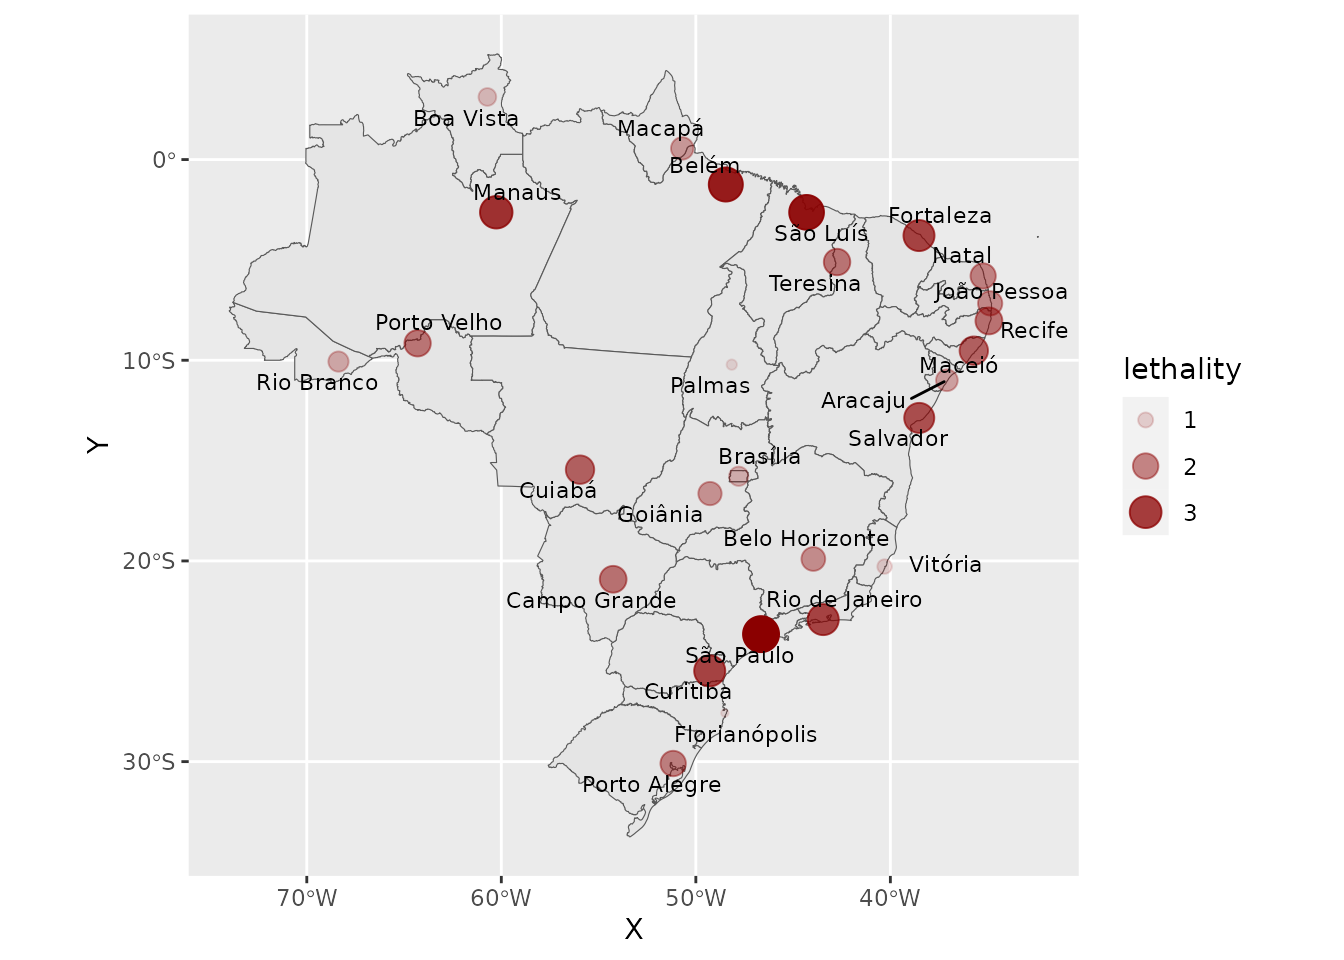 Boa Vista
Macapá
Belém
Manaus
São Luís
Fortaleza
Natal
Teresina
João Pessoa
Porto Velho
Recife
Rio Branco
Maceió
Palmas
Aracaju
Salvador
Brasília
Cuiabá
Goiânia
Belo Horizonte
Vitória
Campo Grande
Rio de Janeiro
São Paulo
Curitiba
Florianópolis
Porto Alegre
0°
10°S
20°S
30°S
Y
70°W
60°W
50°W
40°W
X
lethality
1
2
3